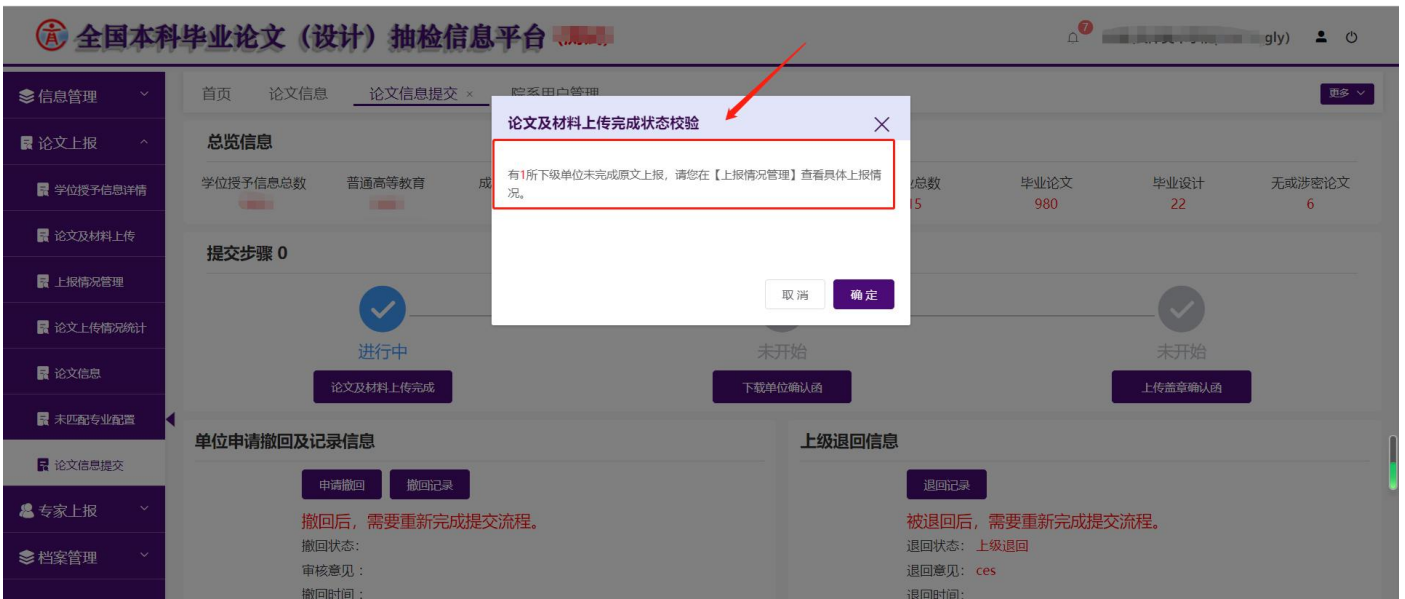 全国本科毕业论文（设计）抽检信息平台
7
gly)
信息管理
首页 论文信息 论文信息提交 × 院系用户管理
更多
论文上报
总览信息
论文及材料上传完成状态校验
学位授予信息详情
学位授予信息总数 普通高等教育 成
有1所下级单位未完成原文上报，请您在【上报情况管理】查看具体上报情
况。
总数 毕业论文 毕业设计 无或涉密论文
15 980 22 6
论文及材料上传
提交步骤 0
上报情况管理
取消 确定
论文上传情况统计
进行中 未开始 未开始
论文信息
论文及材料上传完成 下载单位确认函 上传盖章确认函
未匹配专业配置
单位申请撤回及记录信息 上级退回信息
论文信息提交
申请撤回 撤回记录 退回记录
专家上报
撤回后，需要重新完成提交流程。 被退回后，需要重新完成提交流程。
撤回状态： 退回状态： 上级退回
档案管理
审核意见： 退回意见： ces
撤回时间： 退回时间：